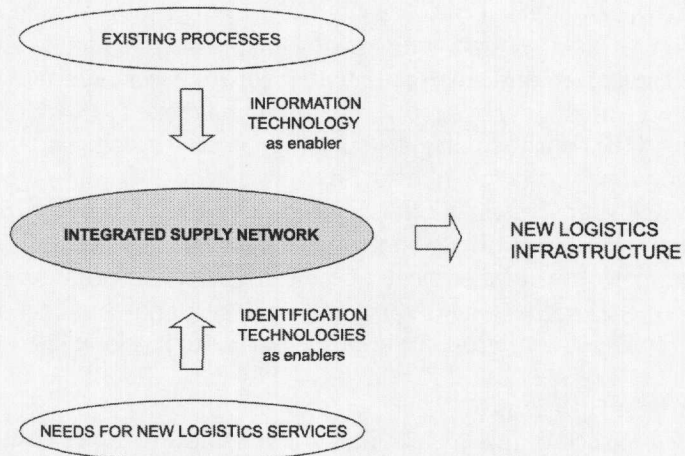 EXISTING PROCESSES
INFORMATION
TECHNOLOGY
as enabler
INTEGRATED SUPPLY NETWORK
NEW LOGISTICS
INFRASTRUCTURE
IDENTIFICATION
TECHNOLOGIES
as enablers
NEEDS FOR NEW LOGISTICS SERVICES